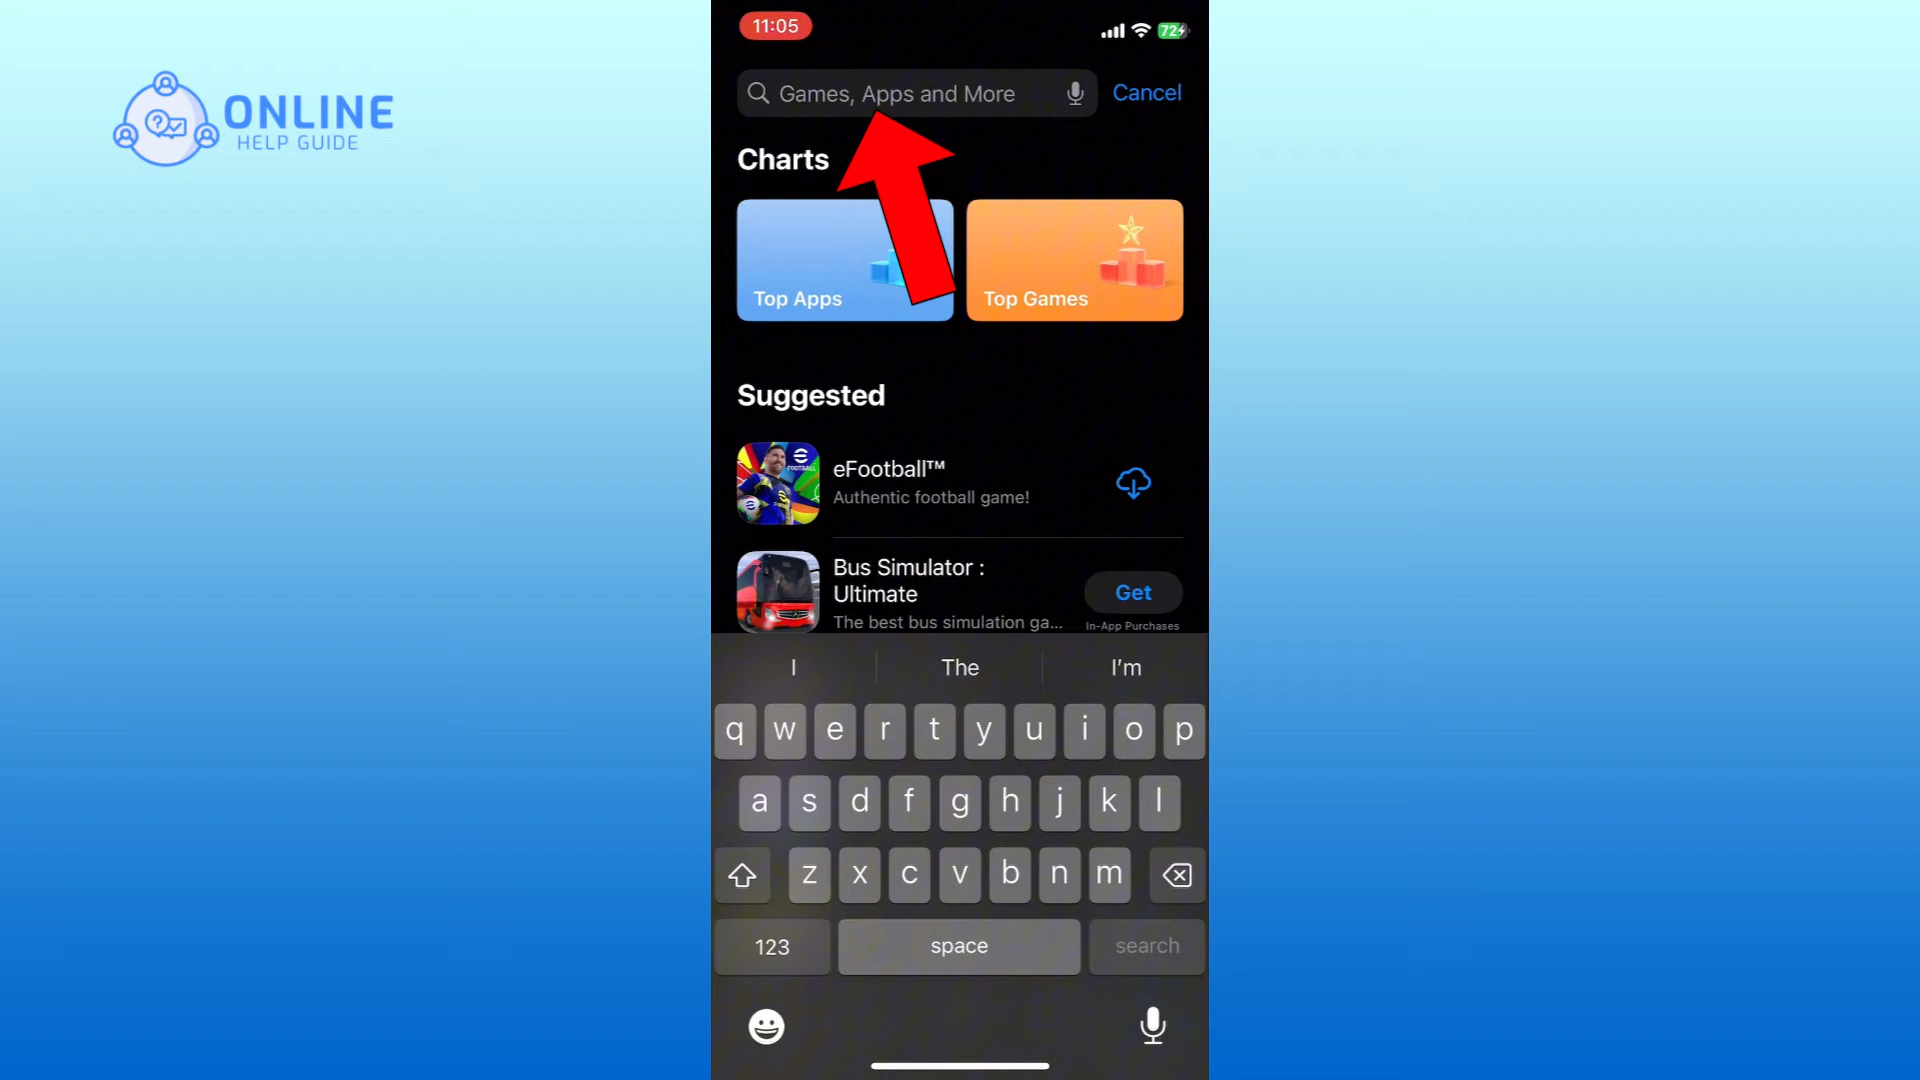 ONLINE
HELP GUIDE
11:05
72
Games, Apps and More
Cancel
Charts
Top Apps
Top Games
Suggested
eFootball™
Authentic football game!
Bus Simulator :
Ultimate
The best bus simulation ga...
Get
In-App Purchases
I The I'm
q w e r t y u i o p
a s d f g h j k l
z x c v b n m
123 space search